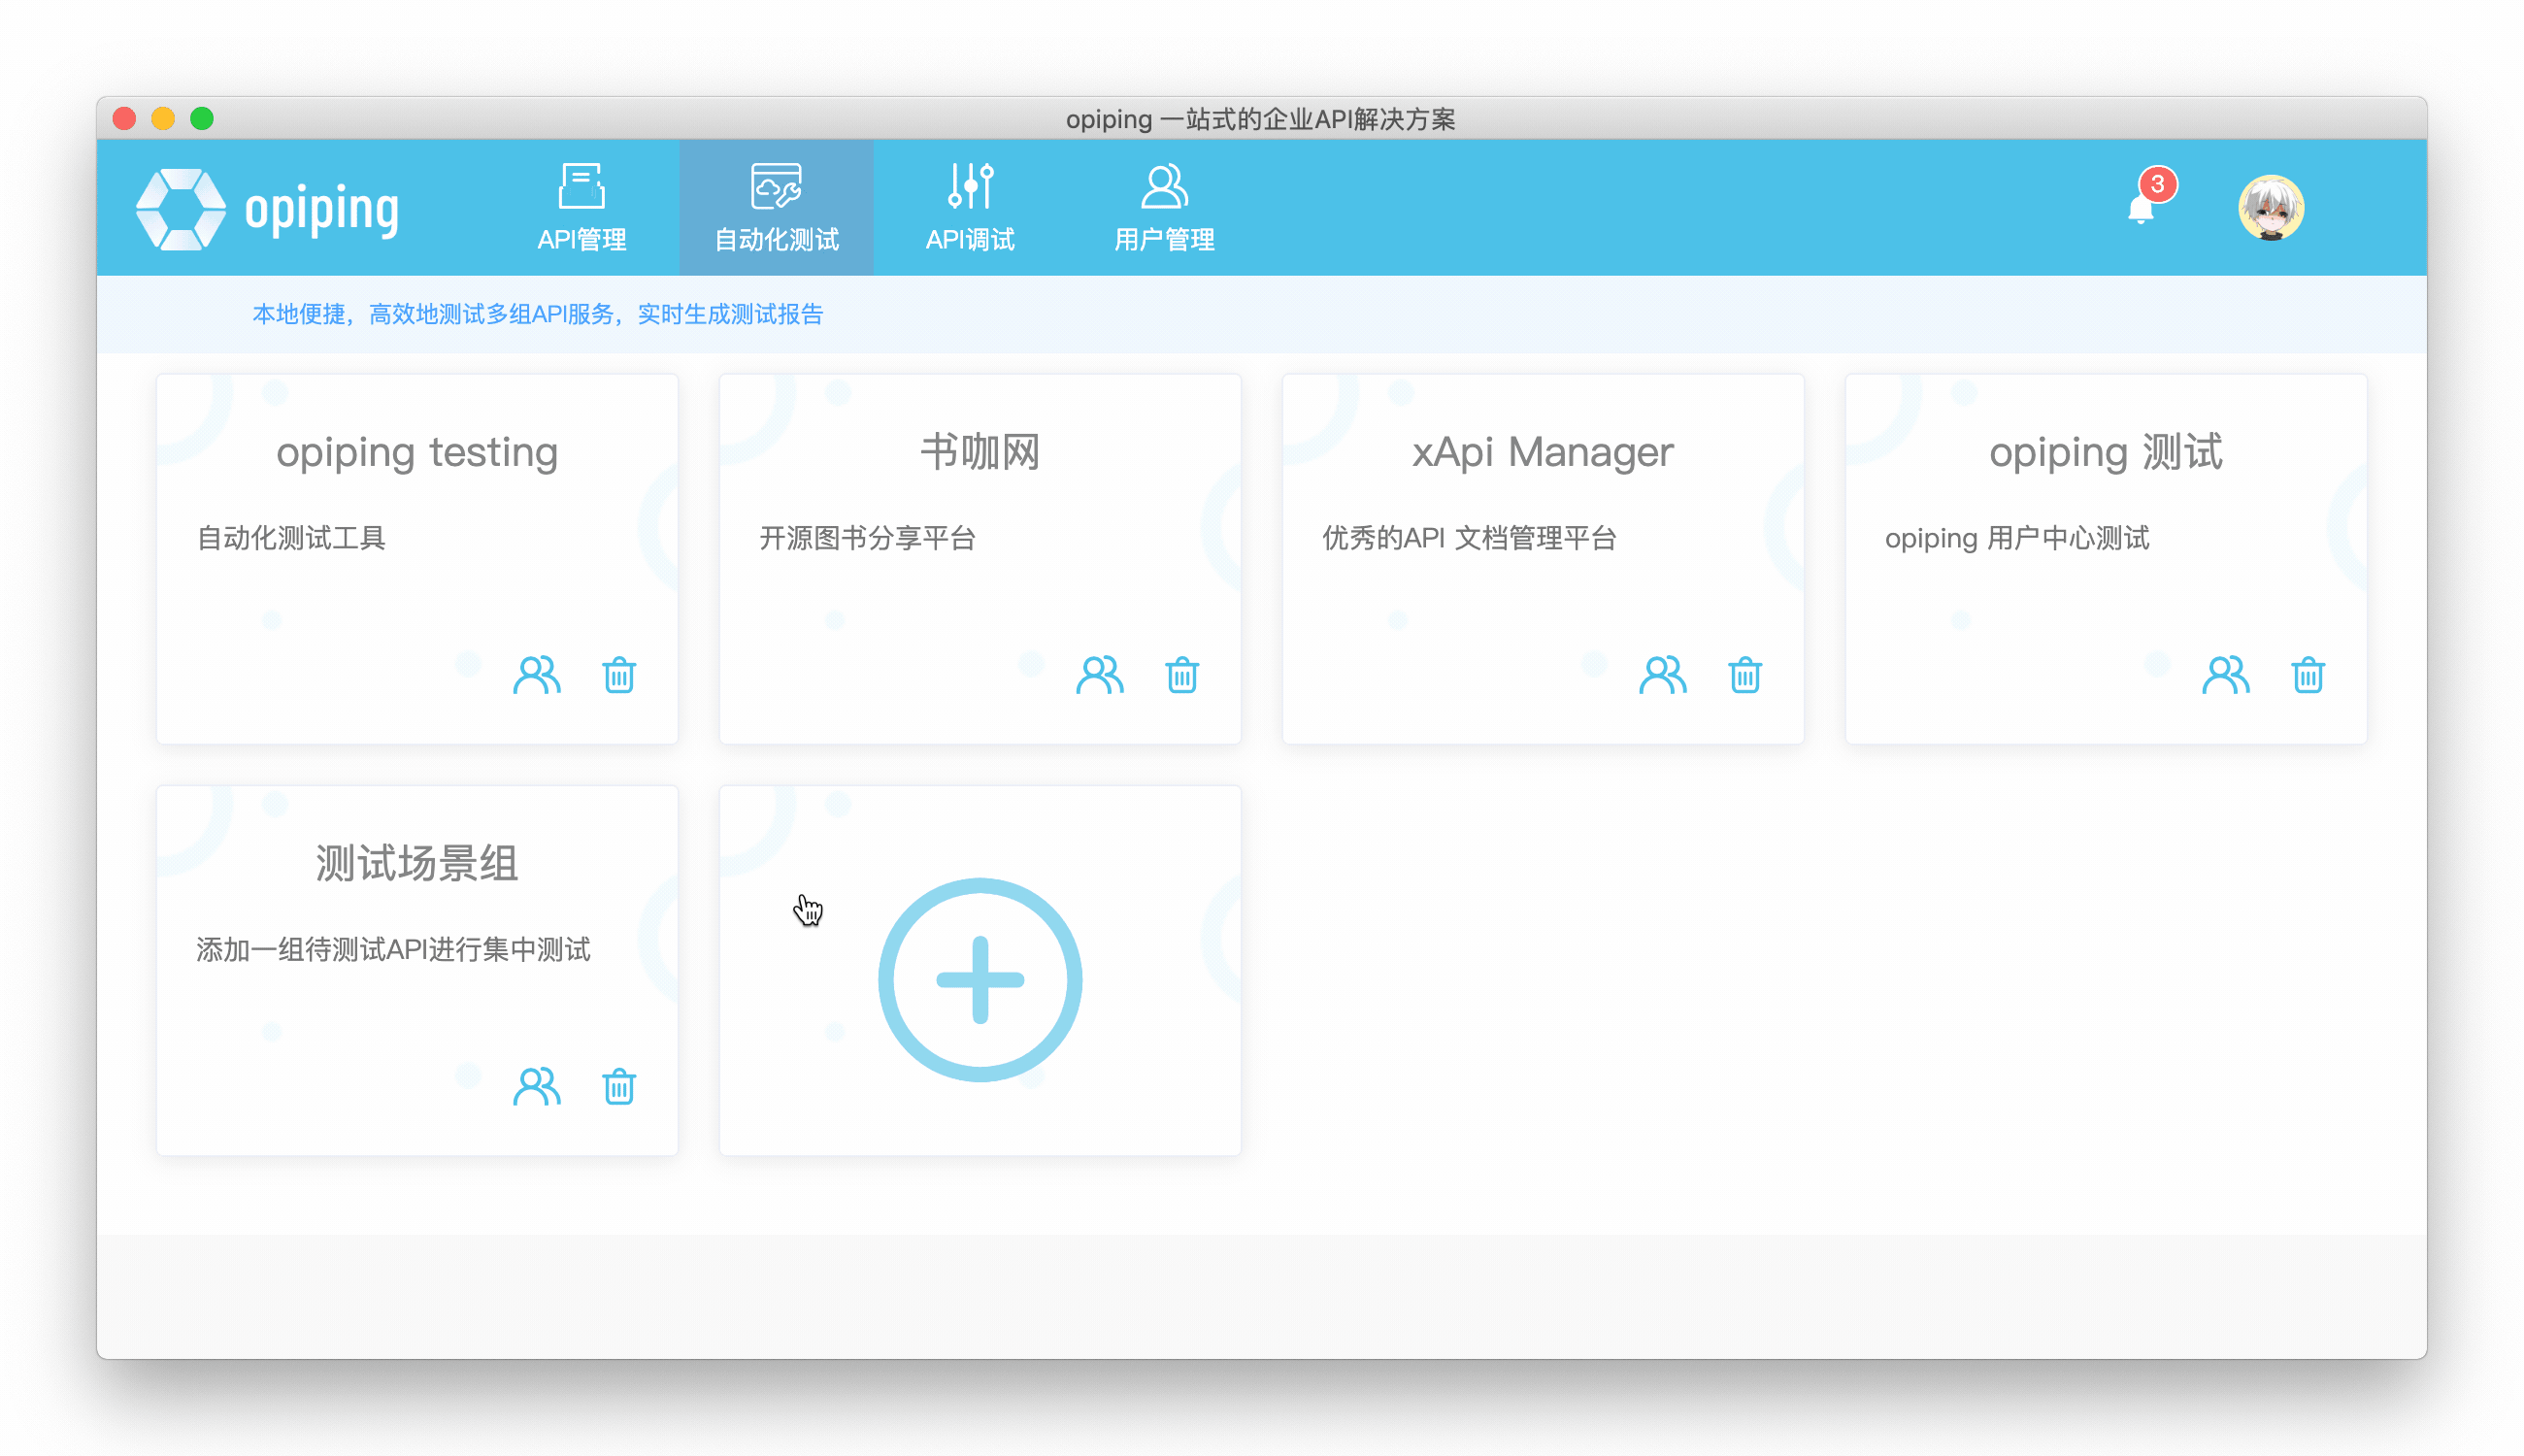 opiping 一站式的企业API解决方案
opiping
API管理
自动化测试
API调试
用户管理
3
本地便捷，高效地测试多组API服务，实时生成测试报告
opiping testing
自动化测试工具
书咖网
开源图书分享平台
xApi Manager
优秀的API 文档管理平台
opiping 测试
opiping 用户中心测试
测试场景组
添加一组待测试API进行集中测试